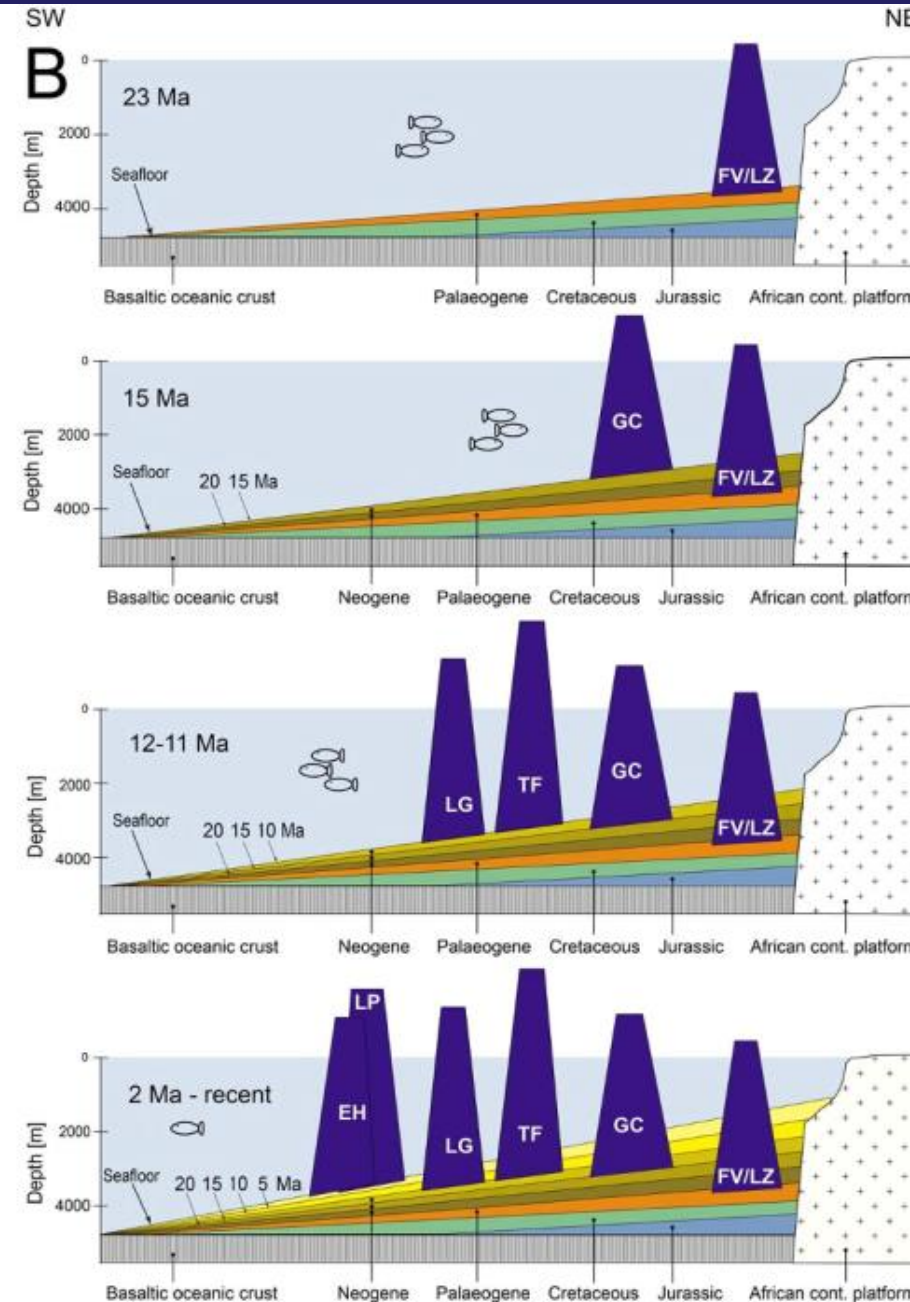 SW NE
B
23 Ma
0
2000
4000
Depth [m]
Seafloor
FV/LZ
Basaltic oceanic crust Palaeogene Cretaceous Jurassic African cont. platform
15 Ma
0
2000
4000
Depth [m]
Seafloor
20 15 Ma
GC
FV/LZ
Basaltic oceanic crust Neogene Palaeogene Cretaceous Jurassic African cont. platform
12-11 Ma
0
2000
4000
Depth [m]
Seafloor
20 15 10 Ma
LG
TF
GC
FV/LZ
Basaltic oceanic crust Neogene Palaeogene Cretaceous Jurassic African cont. platform
2 Ma - recent
0
2000
4000
Depth [m]
Seafloor
20 15 10 5 Ma
LP
EH
LG
TF
GC
FV/LZ
Basaltic oceanic crust Neogene Palaeogene Cretaceous Jurassic African cont. platform